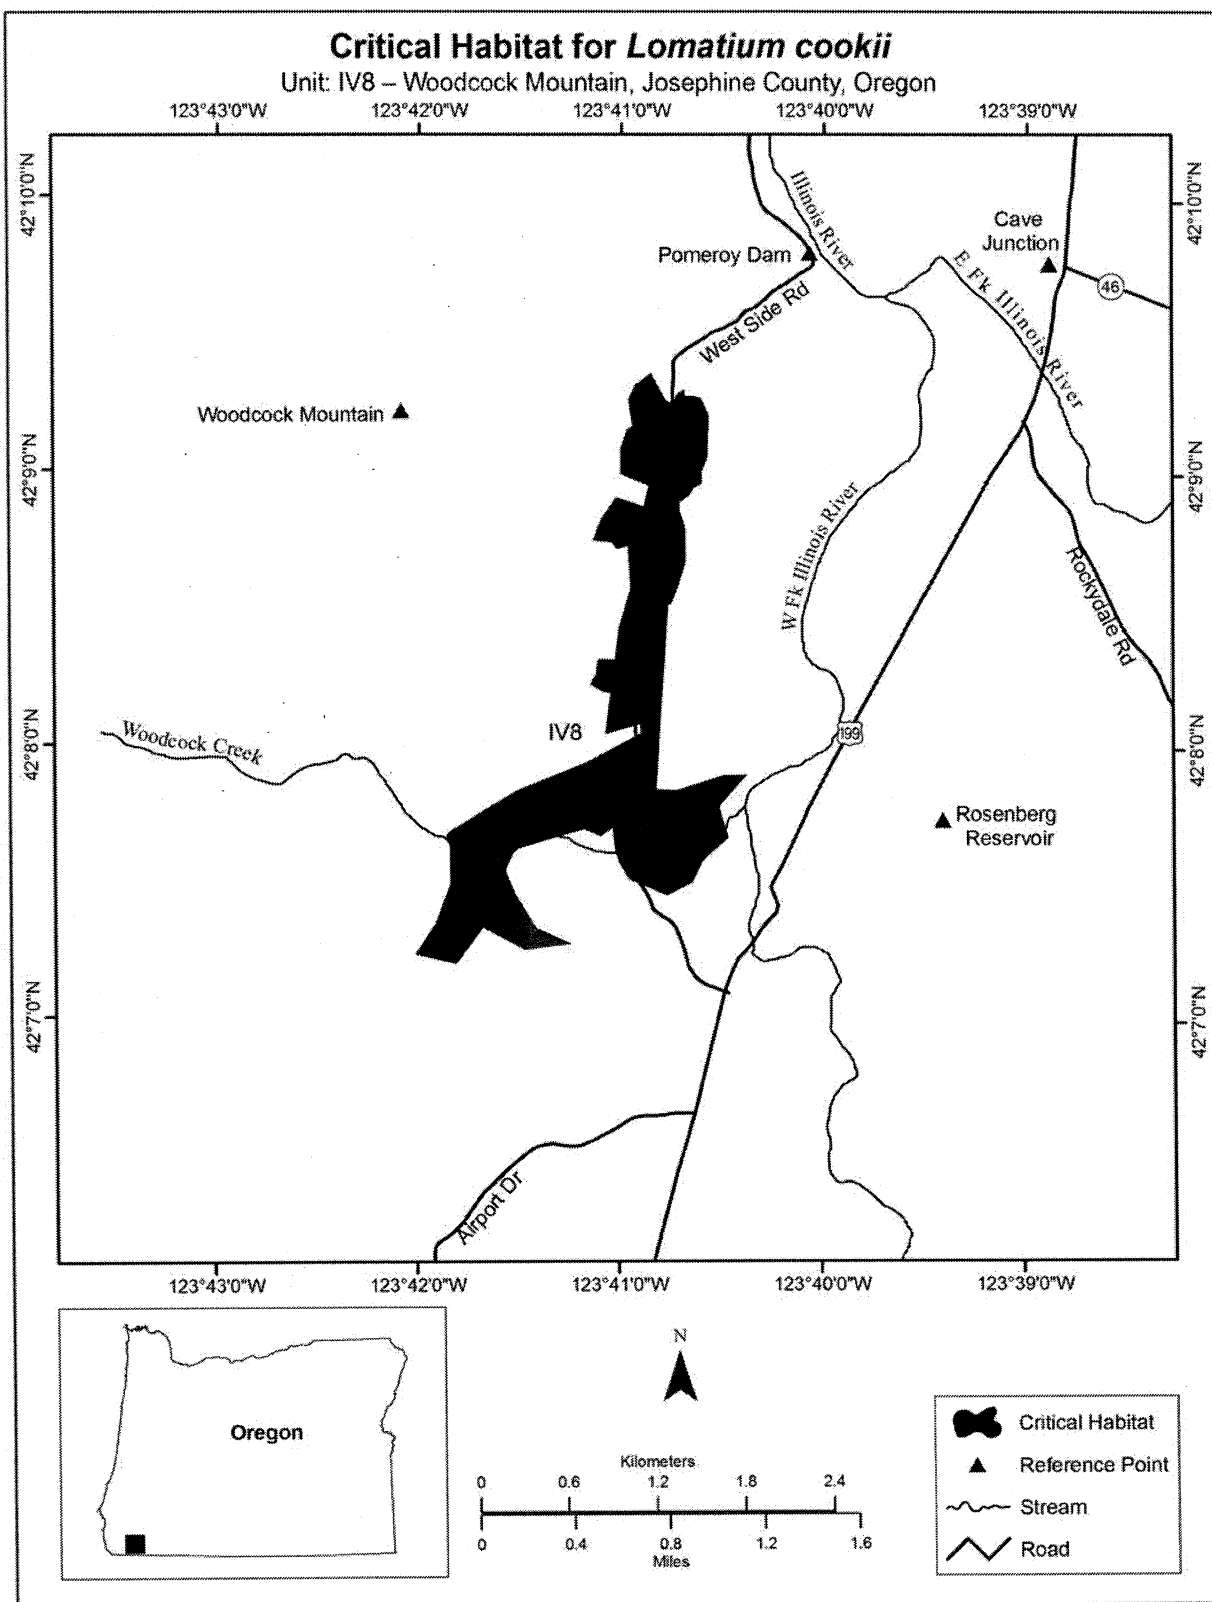 Critical Habitat for Lomatium cookii
Unit: IV8 – Woodcock Mountain, Josephine County, Oregon
123°43'0"W 123°42'0"W 123°41'0"W 123°40'0"W 123°39'0"W
42°10'0"N
42°10'0"N
Illinois River
Cave
Junction
Pomeroy Dam
E Fk Illinois River
46
West Side Rd
Woodcock Mountain
42°9'0"N
42°9'0"N
W Fk Illinois River
Rockydale Rd
42°8'0"N
42°8'0"N
Woodcock Creek
IV8
199
Rosenberg
Reservoir
42°7'0"N
42°7'0"N
Airport Dr
123°43'0"W 123°42'0"W 123°41'0"W 123°40'0"W 123°39'0"W
Oregon
N
Kilometers
0 0.6 1.2 1.8 2.4
0 0.4 0.8 1.2 1.6
Miles
Critical Habitat
Reference Point
Stream
Road